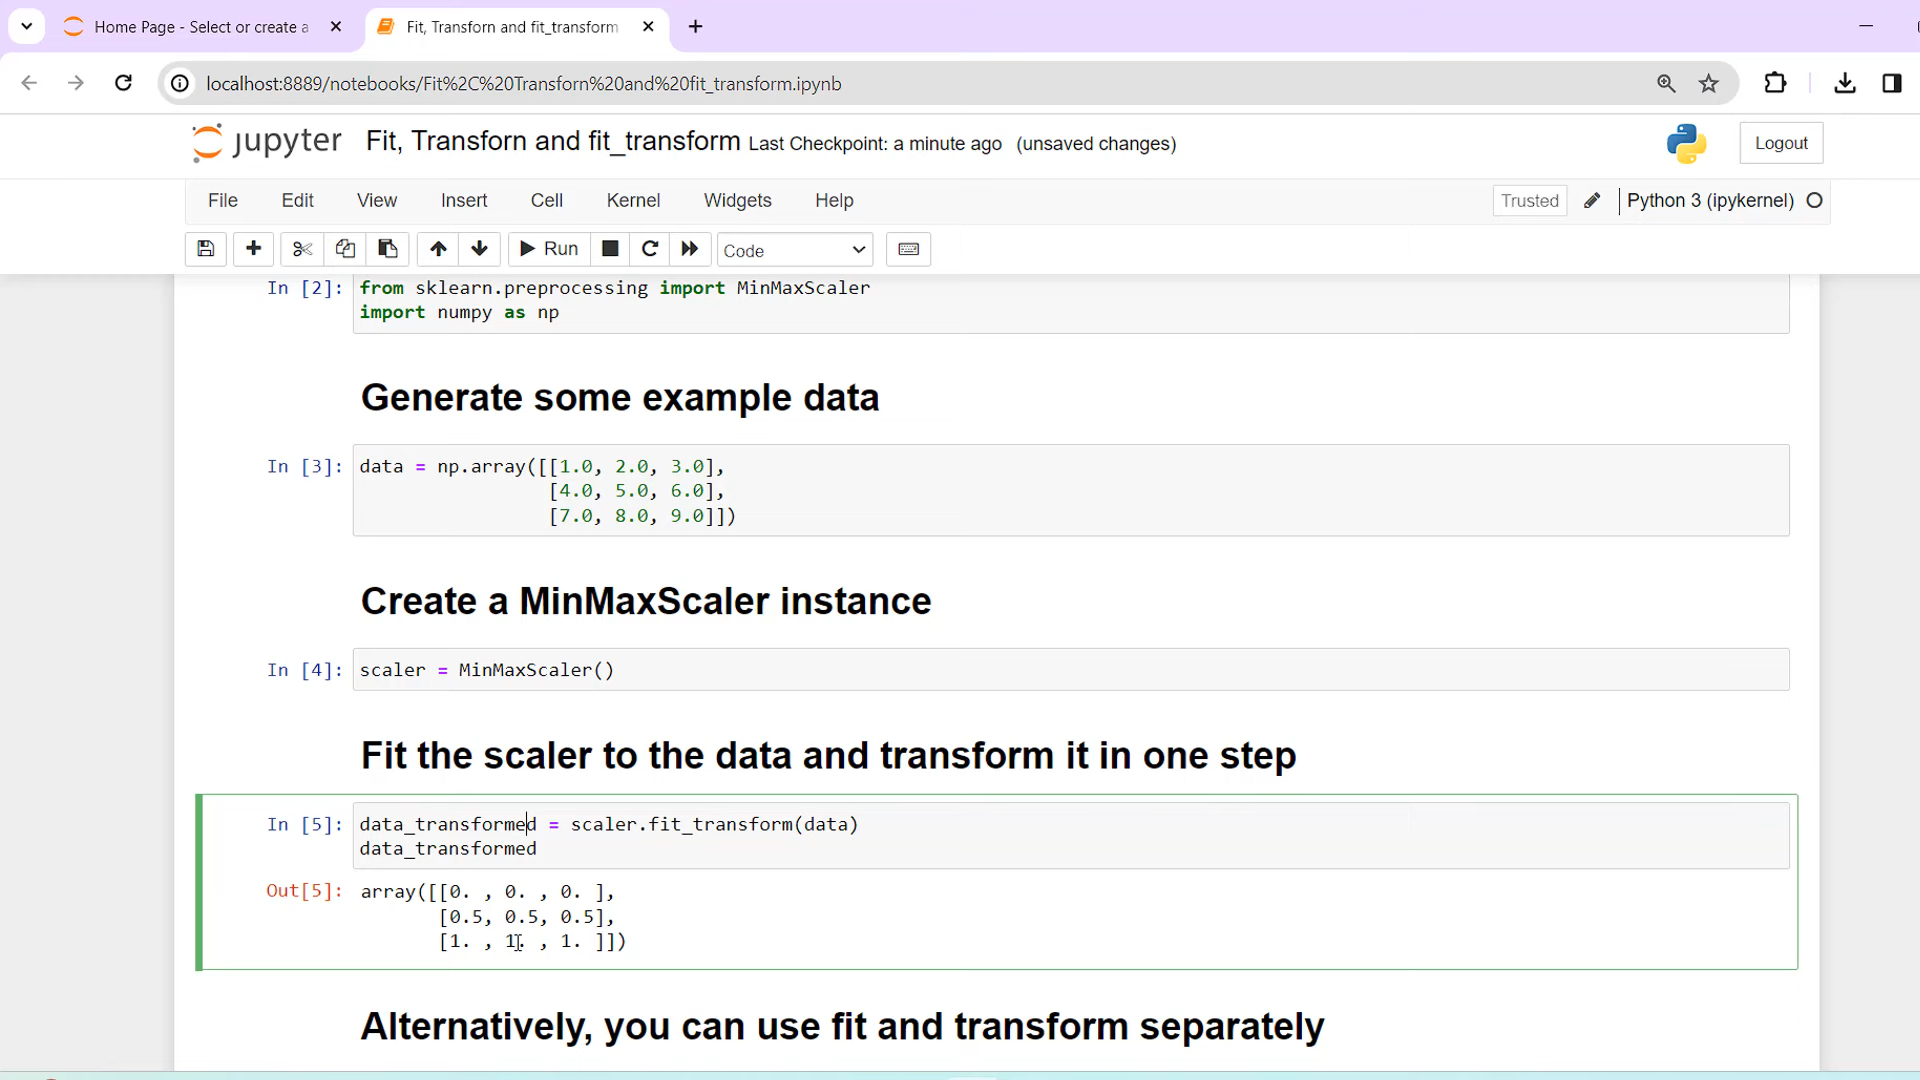 Home Page - Select or create a
Fit, Transforn and fit_transform
localhost:8889/notebooks/Fit%2C%20Transforn%20and%20fit_transform.ipynb
jupyter Fit, Transforn and fit_transform Last Checkpoint: a minute ago (unsaved changes)
Logout
File Edit View Insert Cell Kernel Widgets Help
Trusted Python 3 (ipykernel)
Run Code
In [2]: from sklearn.preprocessing import MinMaxScaler
import numpy as np
Generate some example data
In [3]: data = np.array([[1.0, 2.0, 3.0],
[4.0, 5.0, 6.0],
[7.0, 8.0, 9.0]])
Create a MinMaxScaler instance
In [4]: scaler = MinMaxScaler()
Fit the scaler to the data and transform it in one step
In [5]: data_transformed = scaler.fit_transform(data)
data_transformed
Out[5]: array([[0. , 0. , 0. ],
[0.5, 0.5, 0.5],
[1. , 1. , 1. ]])
Alternatively, you can use fit and transform separately